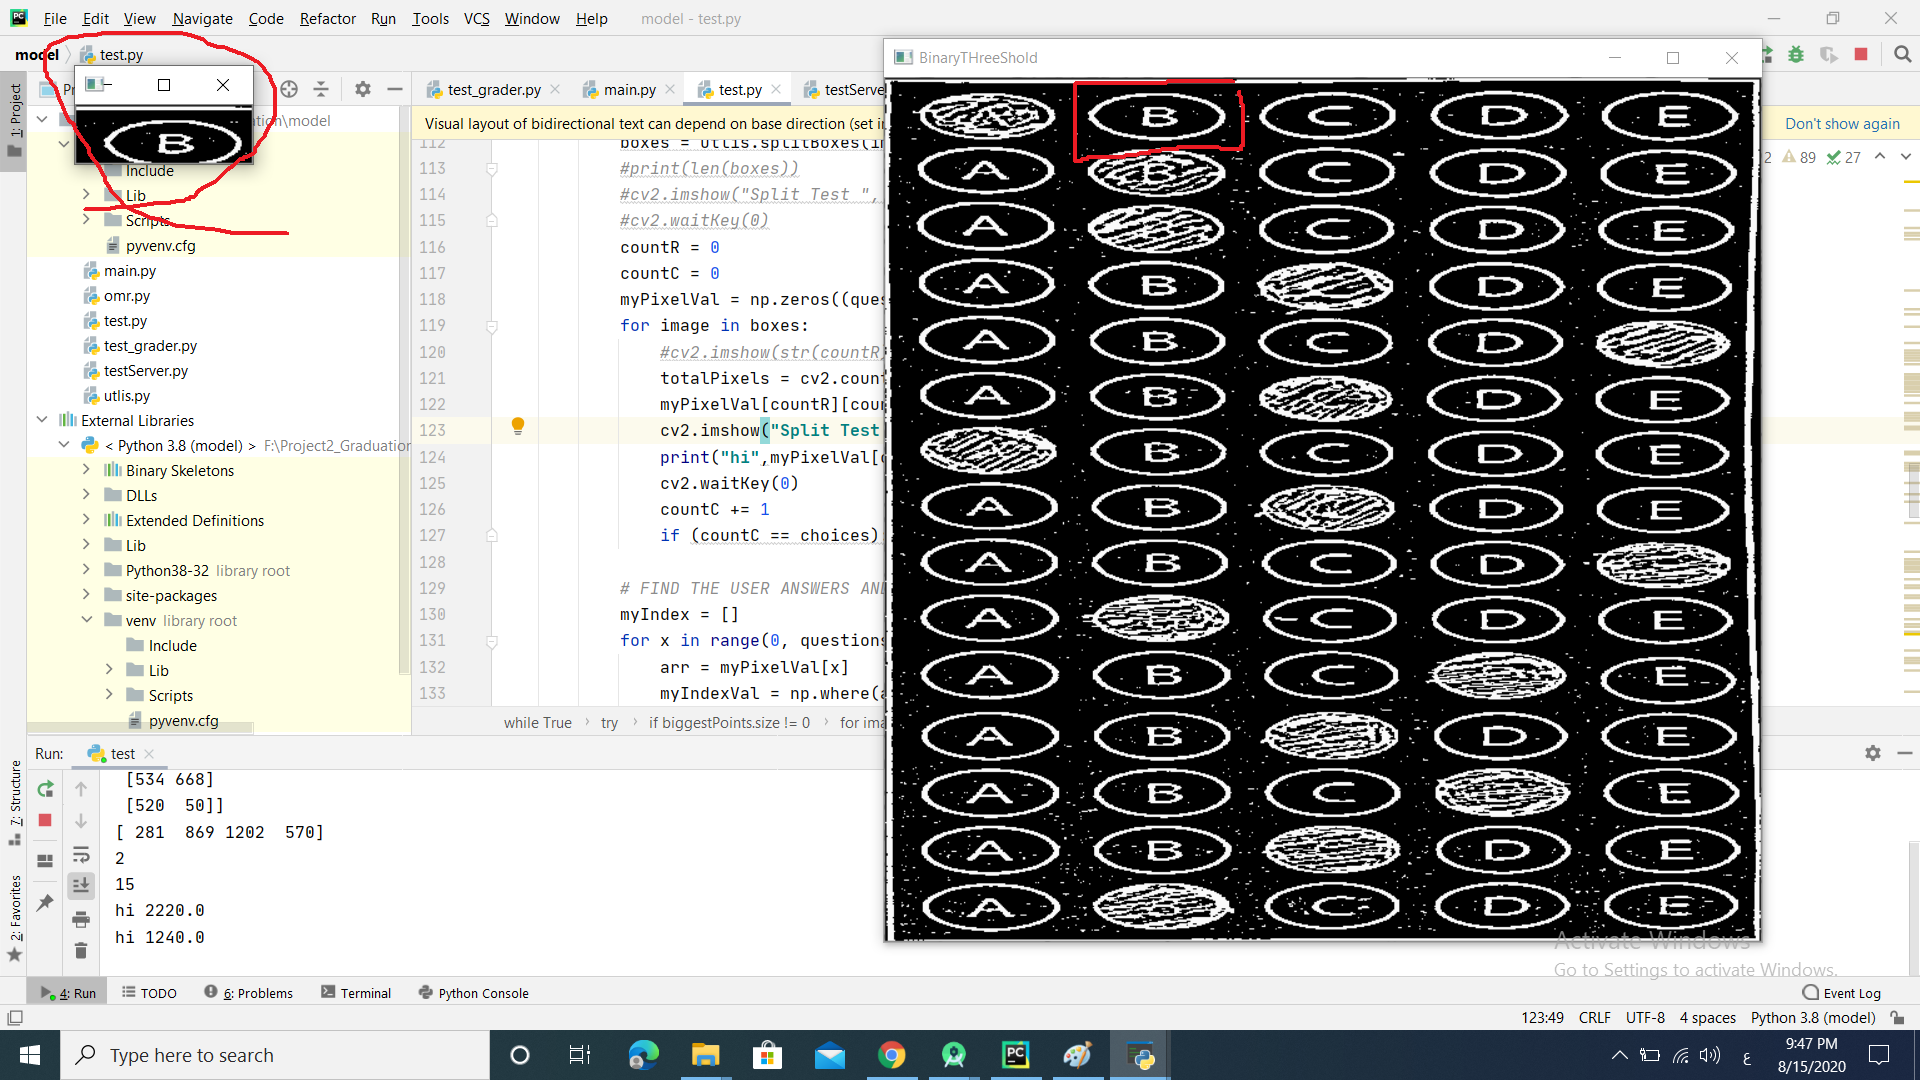 File Edit View Navigate Code Refactor Run Tools VCS Window Help model - test.py
model test.py
BinaryTHreeShold
1: Project
test_grader.py main.py test.py testServe
Visual layout of bidirectional text can depend on base direction (set i
Don't show again
89 27
ation\model
Include
Lib
Scripts
pyvenv.cfg
main.py
omr.py
test.py
test_grader.py
testServer.py
utlis.py
External Libraries
< Python 3.8 (model) > F:\Project2_Graduation
Binary Skeletons
DLLs
Extended Definitions
Lib
Python38-32 library root
site-packages
venv library root
Include
Lib
Scripts
pyvenv.cfg
112 boxes = utlis.splitBoxes(i
113 #print(len(boxes))
114 #cv2.imshow("Split Test ",
115 #cv2.waitKey(0)
116 countR = 0
117 countC = 0
118 myPixelVal = np.zeros((ques
119 for image in boxes:
120 #cv2.imshow(str(countR
121 totalPixels = cv2.count
122 myPixelVal[countR][coun
123 cv2.imshow("Split Test
124 print("hi",myPixelVal[c
125 cv2.waitKey(0)
126 countC += 1
127 if (countC == choices)
128
129 # FIND THE USER ANSWERS AND
130 myIndex = []
131 for x in range(0, questions
132 arr = myPixelVal[x]
133 myIndexVal = np.where(a
while True try if biggestPoints.size != 0 for ima
B
B C D E
A B C D E
A C D E
A B C D E
A B C D
A B D E
B C D E
A B C D E
A B C D
A C D E
A B C E
A B D E
A B C E
A B D E
A C D E
Run: test
[534 668]
[520 50]]
[ 281 869 1202 570]
2
15
hi 2220.0
hi 1240.0
7: Structure
2: Favorites
Activate Windows
Go to Settings to activate Windows.
4: Run TODO 6: Problems Terminal Python Console Event Log
123:49 CRLF UTF-8 4 spaces Python 3.8 (model)
Type here to search
ع
9:47 PM
8/15/2020